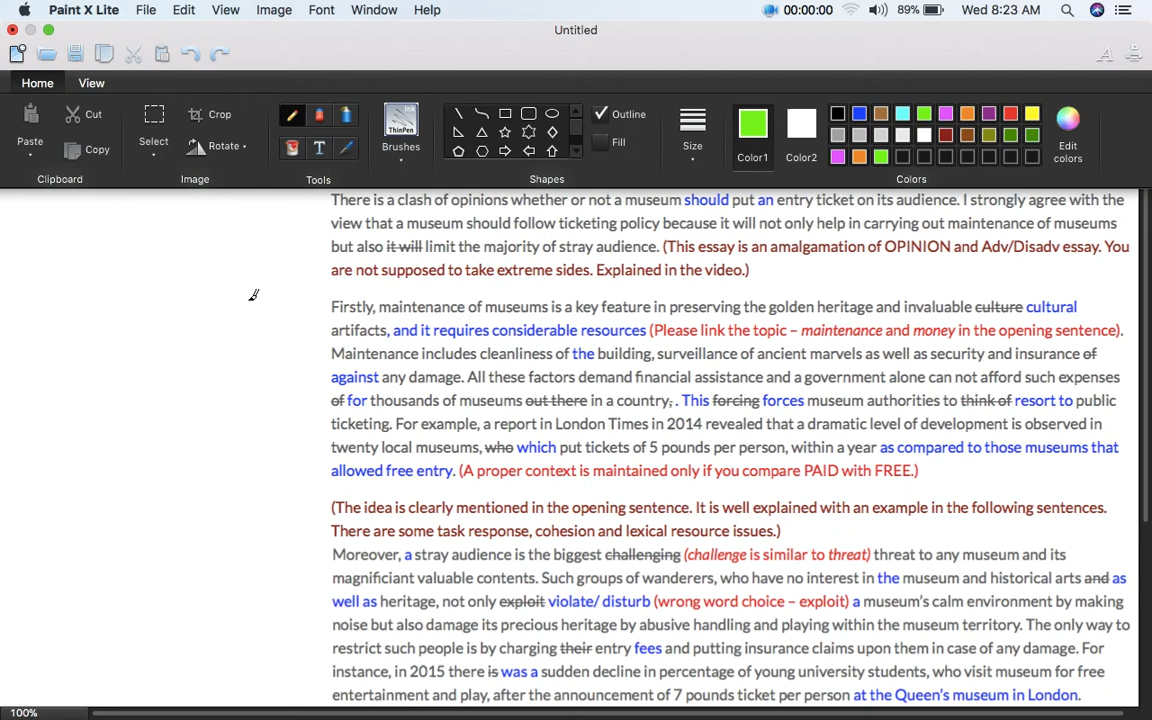 Paint X Lite File Edit View Image Font Window Help 00:00:00 89% Wed 8:23 AM
Untitled
Home View
Paste Cut Copy Select Crop Rotate Brushes Ink ThinPen Outline Fill Size Color1 Color2 Edit colors
Clipboard Image Tools Shapes Colors
There is a clash of opinions whether or not a museum should put an entry ticket on its audience. I strongly agree with the
view that a museum should follow ticketing policy because it will not only help in carrying out maintenance of museums
but also it will limit the majority of stray audience. (This essay is an amalgamation of OPINION and Adv/Disadv essay. You
are not supposed to take extreme sides. Explained in the video.)
Firstly, maintenance of museums is a key feature in preserving the golden heritage and invaluable culture cultural
artifacts, and it requires considerable resources (Please link the topic – maintenance and money in the opening sentence).
Maintenance includes cleanliness of the building, surveillance of ancient marvels as well as security and insurance of
against any damage. All these factors demand financial assistance and a government alone can not afford such expenses
of for thousands of museums out there in a country, . This forcing forces museum authorities to think of resort to public
ticketing. For example, a report in London Times in 2014 revealed that a dramatic level of development is observed in
twenty local museums, who which put tickets of 5 pounds per person, within a year as compared to those museums that
allowed free entry. (A proper context is maintained only if you compare PAID with FREE.)
(The idea is clearly mentioned in the opening sentence. It is well explained with an example in the following sentences.
There are some task response, cohesion and lexical resource issues.)
Moreover, a stray audience is the biggest challenging (challenge is similar to threat) threat to any museum and its
magnificiant valuable contents. Such groups of wanderers, who have no interest in the museum and historical arts and as
well as heritage, not only exploit violate/ disturb (wrong word choice – exploit) a museum's calm environment by making
noise but also damage its precious heritage by abusive handling and playing within the museum territory. The only way to
restrict such people is by charging their entry fees and putting insurance claims upon them in case of any damage. For
instance, in 2015 there is was a sudden decline in percentage of young university students, who visit museum for free
entertainment and play, after the announcement of 7 pounds ticket per person at the Queen's museum in London.
100%